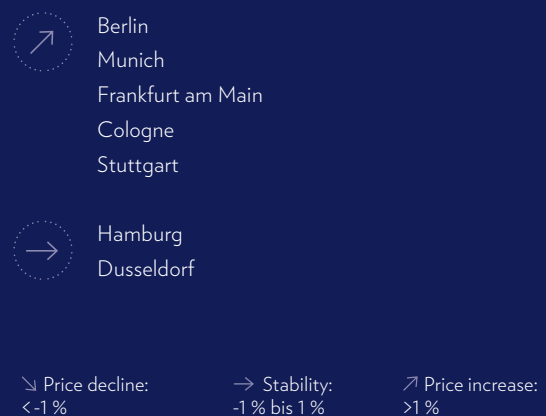 Berlin
Munich
Frankfurt am Main
Cologne
Stuttgart
Hamburg
Dusseldorf
↘ Price decline: → Stability: ↗ Price increase:
<-1 % -1 % bis 1 % >1 %